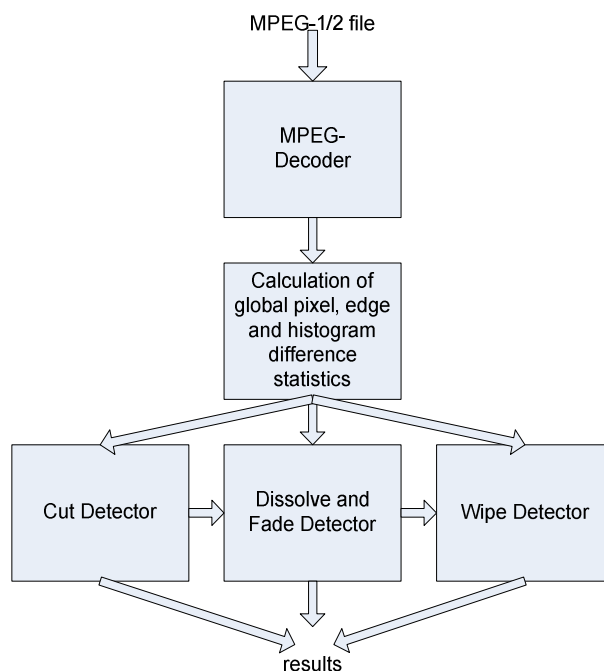 MPEG-1/2 file
MPEG-
Decoder
Calculation of
global pixel, edge
and histogram
difference
statistics
Cut Detector
Dissolve and
Fade Detector
Wipe Detector
results